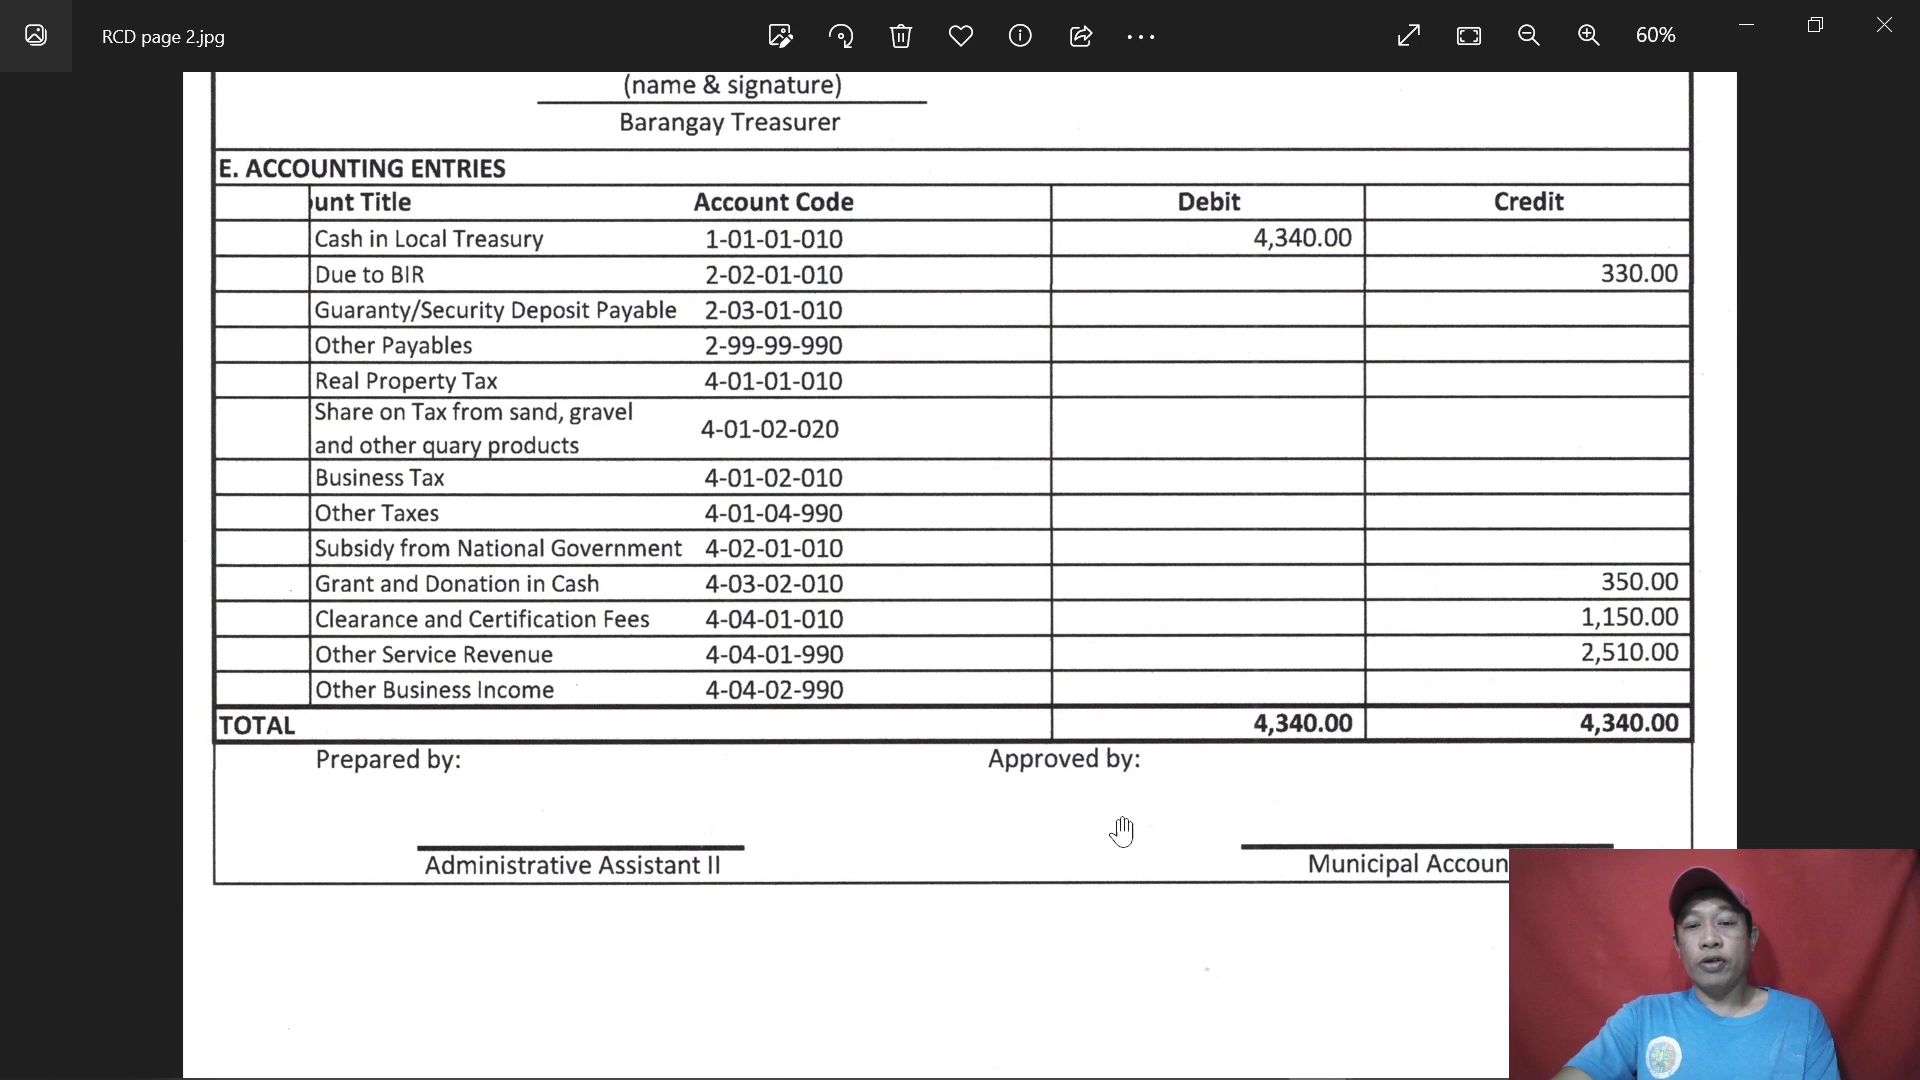 RCD page 2.jpg
60%
(name & signature)
Barangay Treasurer
E. ACCOUNTING ENTRIES
unt Title Account Code Debit Credit
Cash in Local Treasury 1-01-01-010 4,340.00
Due to BIR 2-02-01-010 330.00
Guaranty/Security Deposit Payable 2-03-01-010
Other Payables 2-99-99-990
Real Property Tax 4-01-01-010
Share on Tax from sand, gravel
and other quary products 4-01-02-020
Business Tax 4-01-02-010
Other Taxes 4-01-04-990
Subsidy from National Government 4-02-01-010
Grant and Donation in Cash 4-03-02-010 350.00
Clearance and Certification Fees 4-04-01-010 1,150.00
Other Service Revenue 4-04-01-990 2,510.00
Other Business Income 4-04-02-990
TOTAL 4,340.00 4,340.00
Prepared by: Approved by:
Administrative Assistant II Municipal Accoun